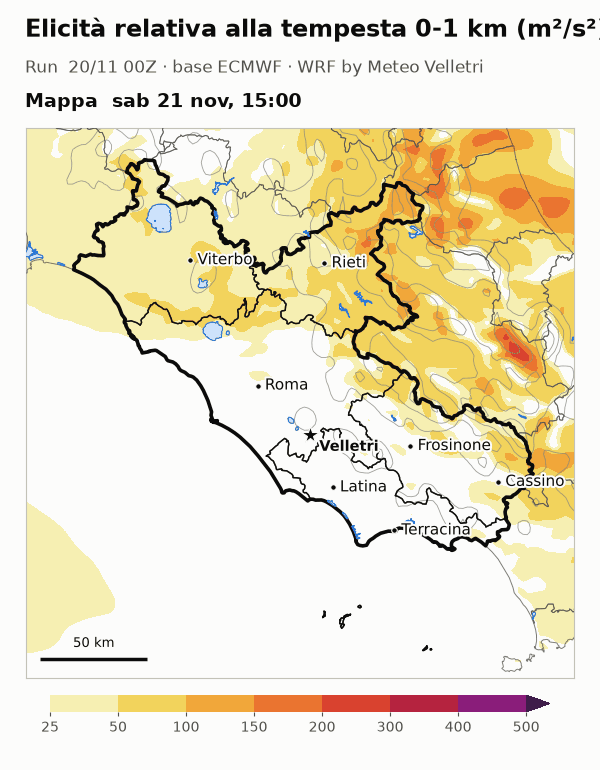 Elicità relativa alla tempesta 0-1 km (m²/s²)
Run 20/11 00Z · base ECMWF · WRF by Meteo Velletri
Mappa sab 21 nov, 15:00
Viterbo
Rieti
Roma
Velletri
Frosinone
Latina
Cassino
Terracina
50 km
25 50 100 150 200 300 400 500